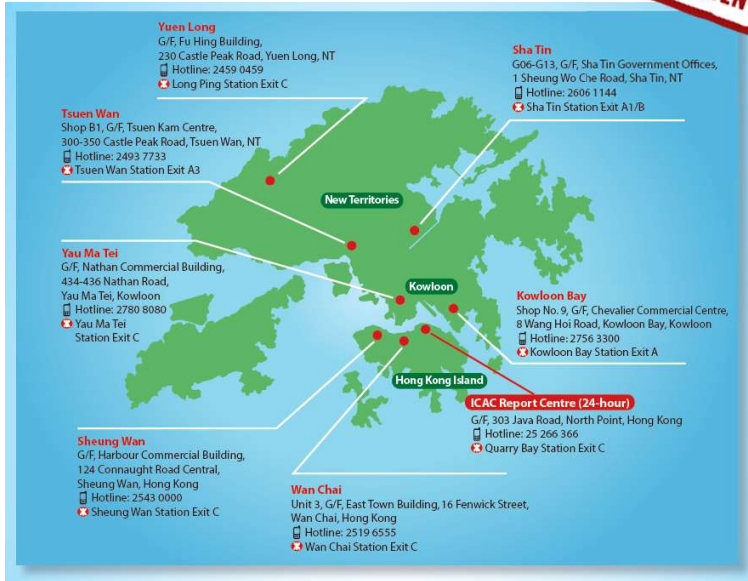 Yuen Long
G/F, Fu Hing Building,
230 Castle Peak Road, Yuen Long, NT
Hotline: 2459 0459
Long Ping Station Exit C
Sha Tin
G06-G13, G/F, Sha Tin Government Offices,
1 Sheung Wo Che Road, Sha Tin, NT
Hotline: 2606 1144
Sha Tin Station Exit A1/B
Tsuen Wan
Shop B1, G/F, Tsuen Kam Centre,
300-350 Castle Peak Road, Tsuen Wan, NT
Hotline: 2493 7733
Tsuen Wan Station Exit A3
New Territories
Yau Ma Tei
G/F, Nathan Commercial Building,
434-436 Nathan Road,
Yau Ma Tei, Kowloon
Hotline: 2780 8080
Yau Ma Tei
Station Exit C
Kowloon
Kowloon Bay
Shop No. 9, G/F, Chevalier Commercial Centre,
8 Wang Hoi Road, Kowloon Bay, Kowloon
Hotline: 2756 3300
Kowloon Bay Station Exit A
Hong Kong Island
ICAC Report Centre (24-hour)
G/F, 303 Java Road, North Point, Hong Kong
Hotline: 25 266 366
Quarry Bay Station Exit C
Sheung Wan
G/F, Harbour Commercial Building,
124 Connaught Road Central,
Sheung Wan, Hong Kong
Hotline: 2543 0000
Sheung Wan Station Exit C
Wan Chai
Unit 3, G/F, East Town Building, 16 Fenwick Street,
Wan Chai, Hong Kong
Hotline: 2519 6555
Wan Chai Station Exit C